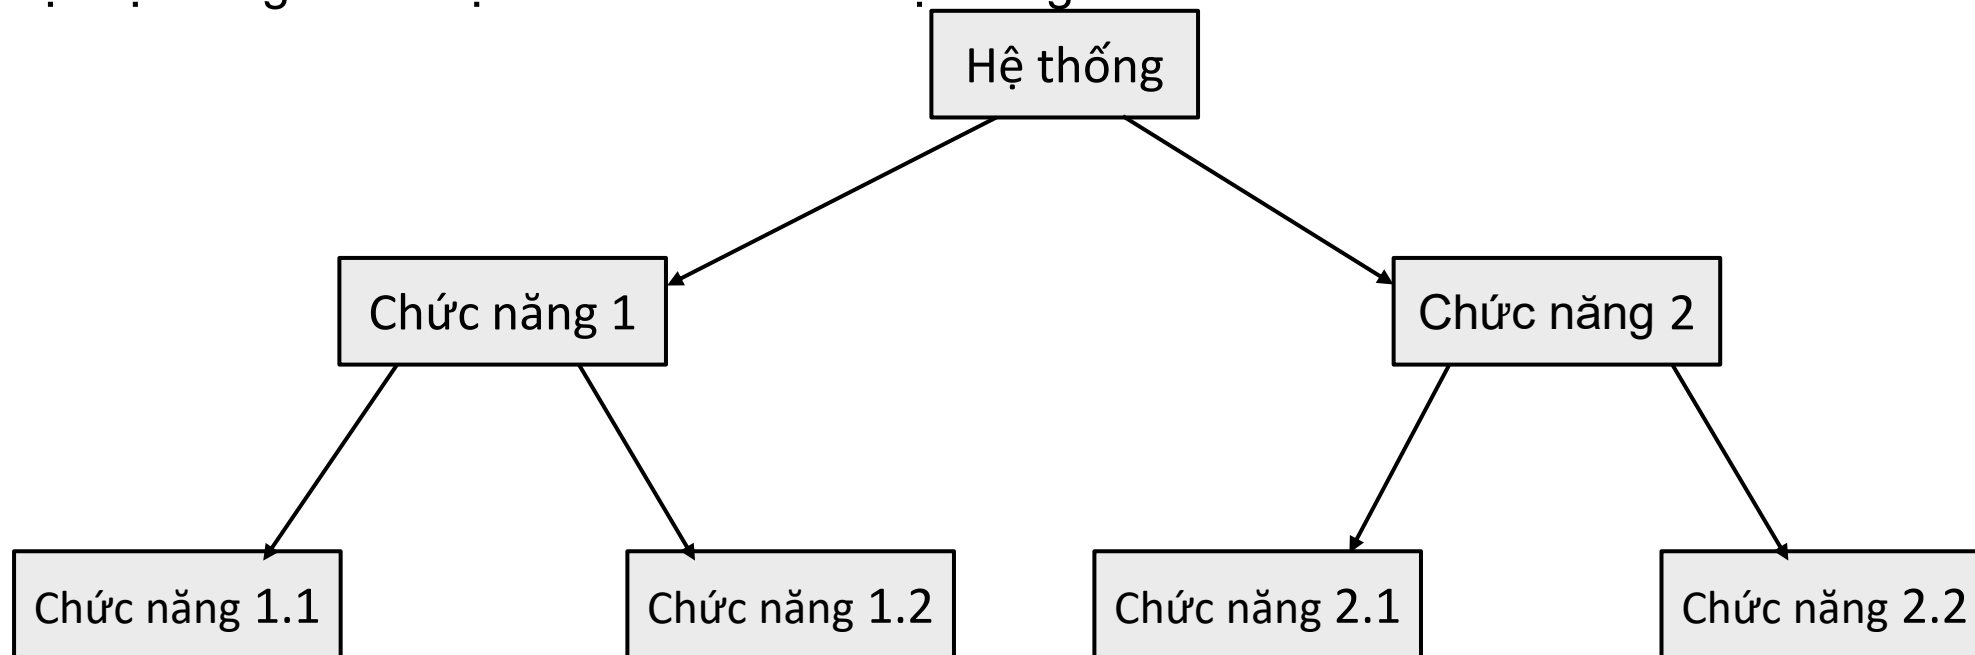 Hệ thống
Chức năng 1
Chức năng 2
Chức năng 1.1
Chức năng 1.2
Chức năng 2.1
Chức năng 2.2